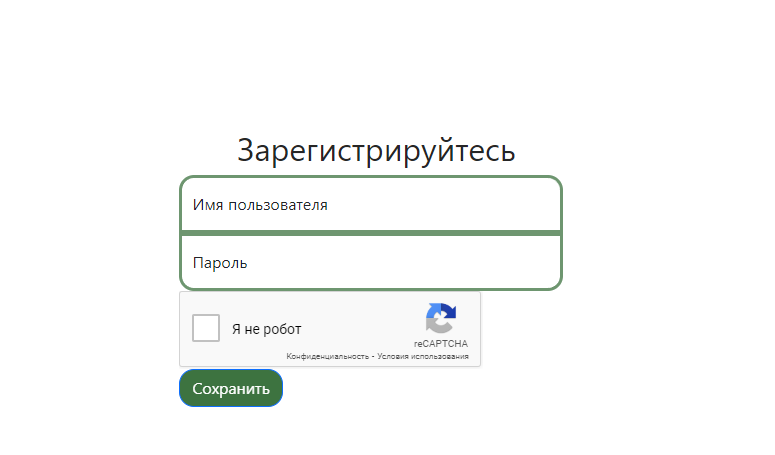 Зарегистрируйтесь
Имя пользователя
Пароль
Я не робот
reCAPTCHA
Конфиденциальность - Условия использования
Сохранить